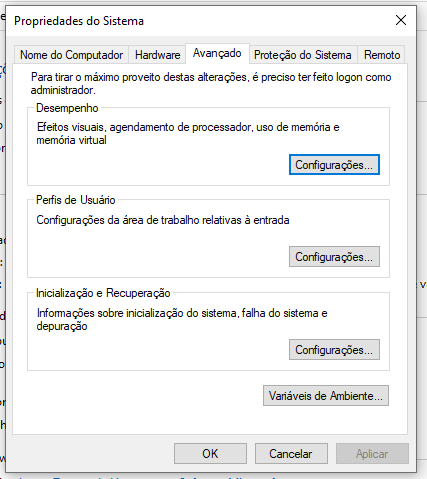 Propriedades do Sistema
Nome do Computador
Hardware
Avançado
Proteção do Sistema
Remoto
Para tirar o máximo proveito destas alterações, é preciso ter feito logon como
administrador.
Desempenho
Efeitos visuais, agendamento de processador, uso de memória e
memória virtual
Configurações...
Perfis de Usuário
Configurações da área de trabalho relativas à entrada
Configurações...
Inicialização e Recuperação
Informações sobre inicialização do sistema, falha do sistema e
depuração
Configurações...
Variáveis de Ambiente...
OK
Cancelar
Aplicar